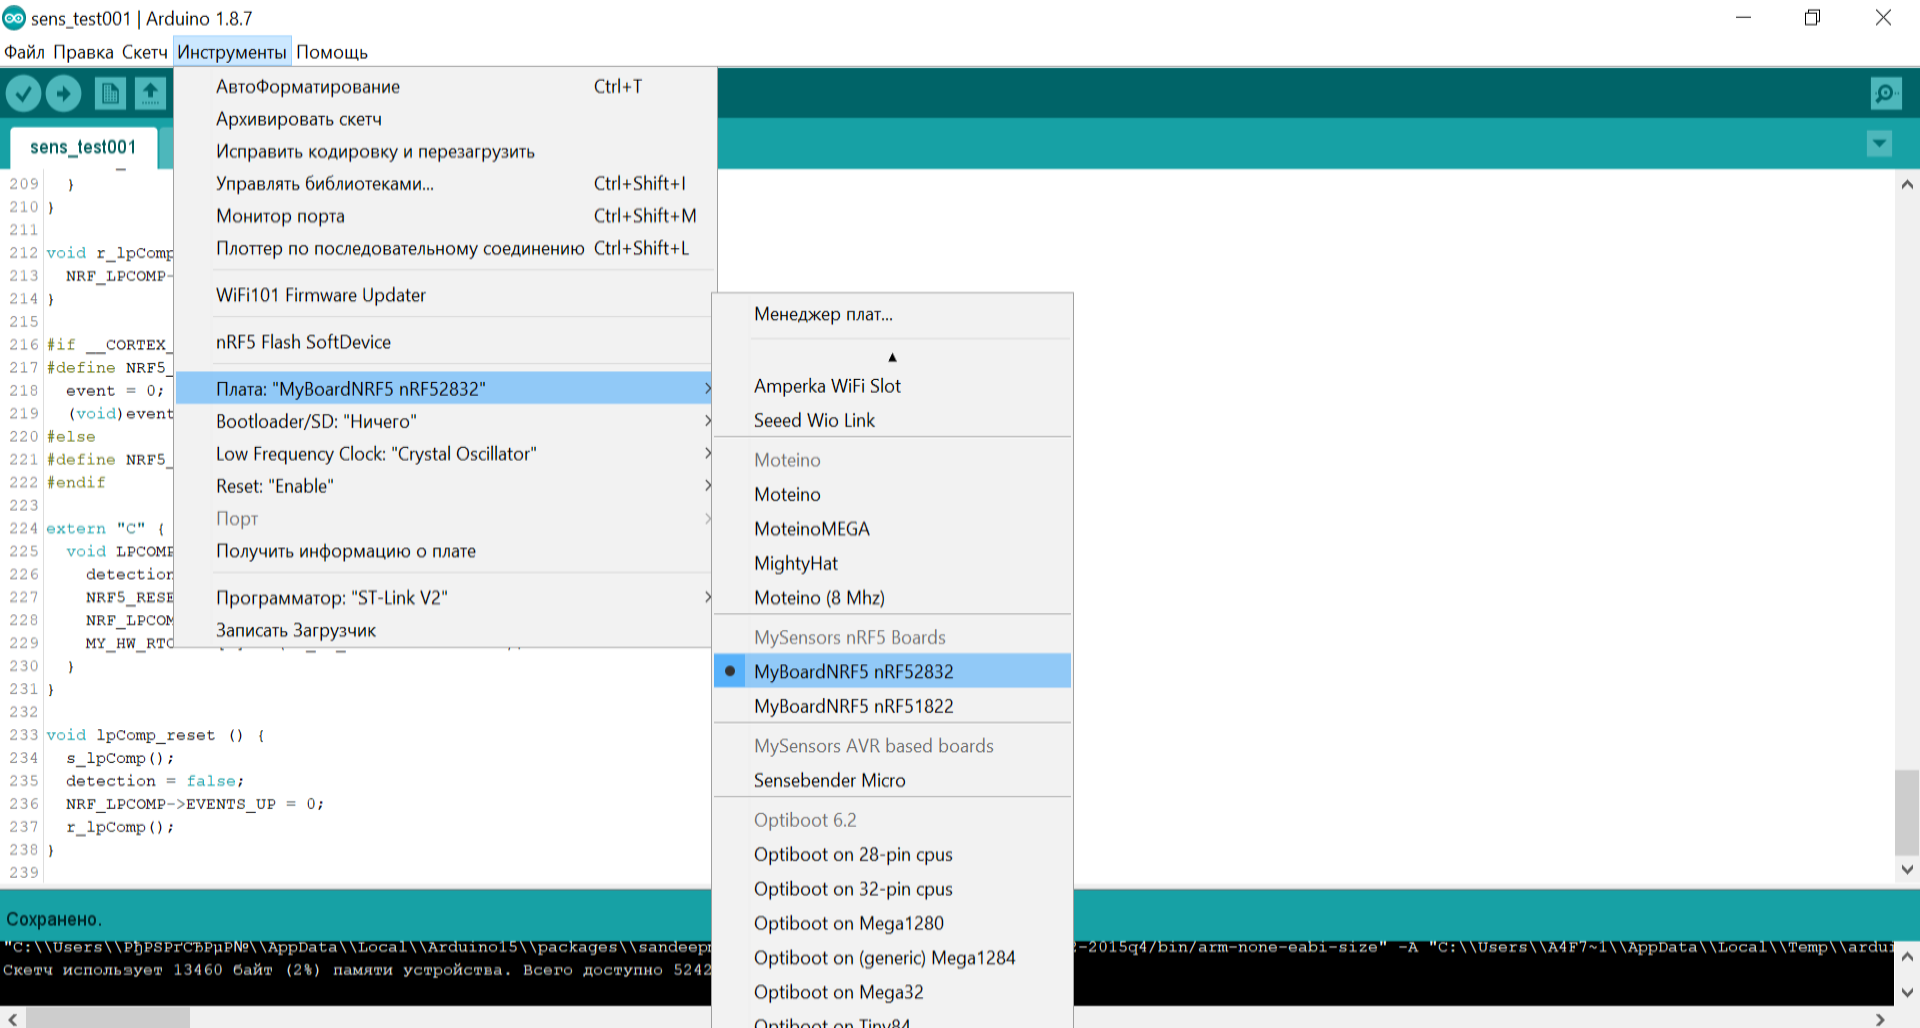 sens_test001 | Arduino 1.8.7
Файл Правка Скетч Инструменты Помощь
sens_test001
АвтоФорматирование Ctrl+T
Архивировать скетч
Исправить кодировку и перезагрузить
Управлять библиотеками... Ctrl+Shift+I
Монитор порта Ctrl+Shift+M
Плоттер по последовательному соединению Ctrl+Shift+L
WiFi101 Firmware Updater
nRF5 Flash SoftDevice
Плата: "MyBoardNRF5 nRF52832"
Bootloader/SD: "Ничего"
Low Frequency Clock: "Crystal Oscillator"
Reset: "Enable"
Порт
Получить информацию о плате
Программатор: "ST-Link V2"
Записать Загрузчик
Менеджер плат...
Amperka WiFi Slot
Seeed Wio Link
Moteino
Moteino
MoteinoMEGA
MightyHat
Moteino (8 Mhz)
MySensors nRF5 Boards
MyBoardNRF5 nRF52832
MyBoardNRF5 nRF51822
MySensors AVR based boards
Sensebender Micro
Optiboot 6.2
Optiboot on 28-pin cpus
Optiboot on 32-pin cpus
Optiboot on Mega1280
Optiboot on (generic) Mega1284
Optiboot on Mega32
Optiboot on Tiny84
209 }
210 }
211
212 void r_lpComp
213 NRF_LPCOMP-
214 }
215
216 #if __CORTEX_
217 #define NRF5_
218 event = 0;
219 (void)event
220 #else
221 #define NRF5_
222 #endif
223
224 extern "C" {
225 void LPCOMP
226 detection
227 NRF5_RESE
228 NRF_LPCOM
229 MY_HW_RTC
230 }
231 }
232
233 void lpComp_reset () {
234 s_lpComp();
235 detection = false;
236 NRF_LPCOMP->EVENTS_UP = 0;
237 r_lpComp();
238 }
239
Сохранено.
"C:\\Users\\РђРЅРґСЂРµР№\\AppData\\Local\\Arduino15\\packages\\sandeepm 2-2015q4/bin/arm-none-eabi-size" -A "C:\\Users\\A4F7~1\\AppData\\Local\\Temp\\ardui
Скетч использует 13460 байт (2%) памяти устройства. Всего доступно 5242